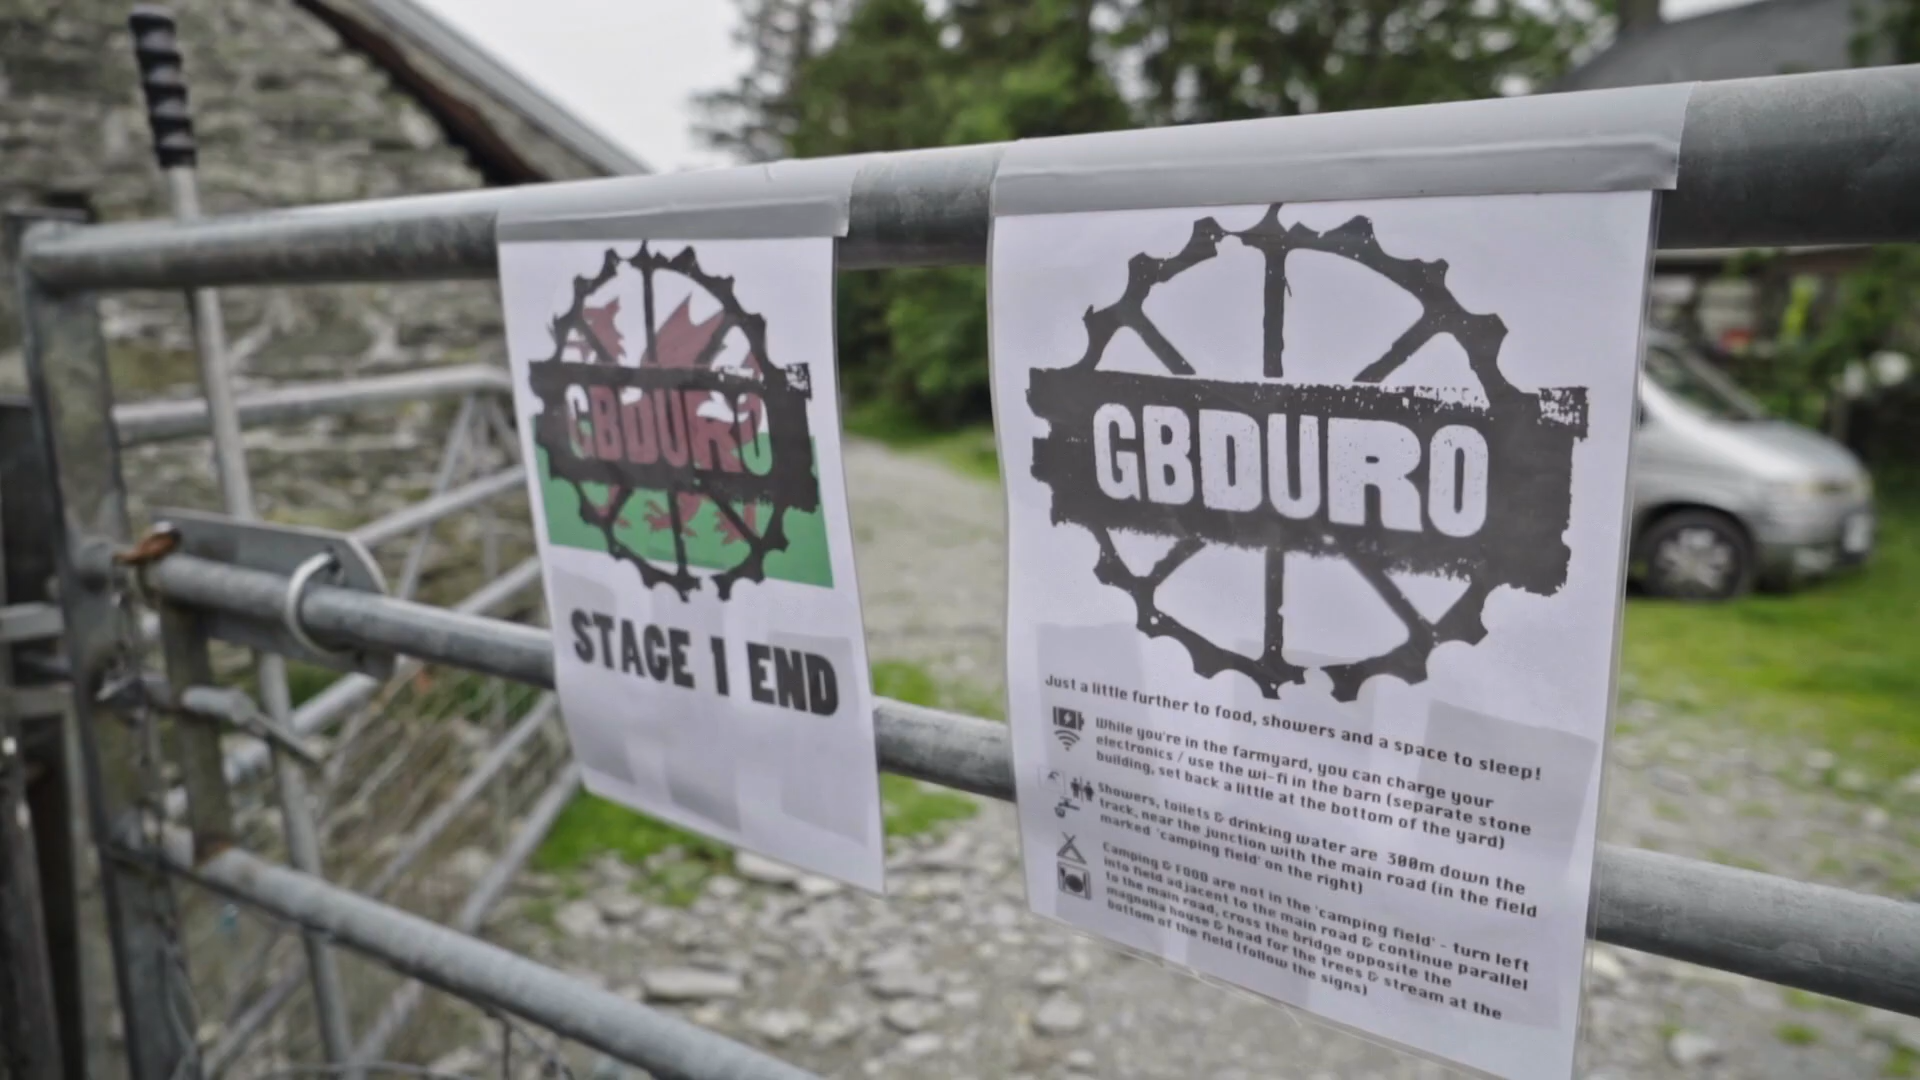 GBDURO
STAGE 1 END
GBDURO
Just a little further to food, showers and a space to sleep!
While you're in the farmyard, you can charge your
electronics / use the wi-fi in the barn (separate stone
building, set back a little at the bottom of the yard)
Showers, toilets & drinking water are 300m down the
track, near the junction with the main road (in the field
marked 'camping field' on the right)
Camping & FOOD are not in the 'camping field' - turn left
into field adjacent to the main road & continue parallel
to the main road, cross the bridge opposite the
magnolia house & head for the trees & stream at the
bottom of the field (follow the signs)